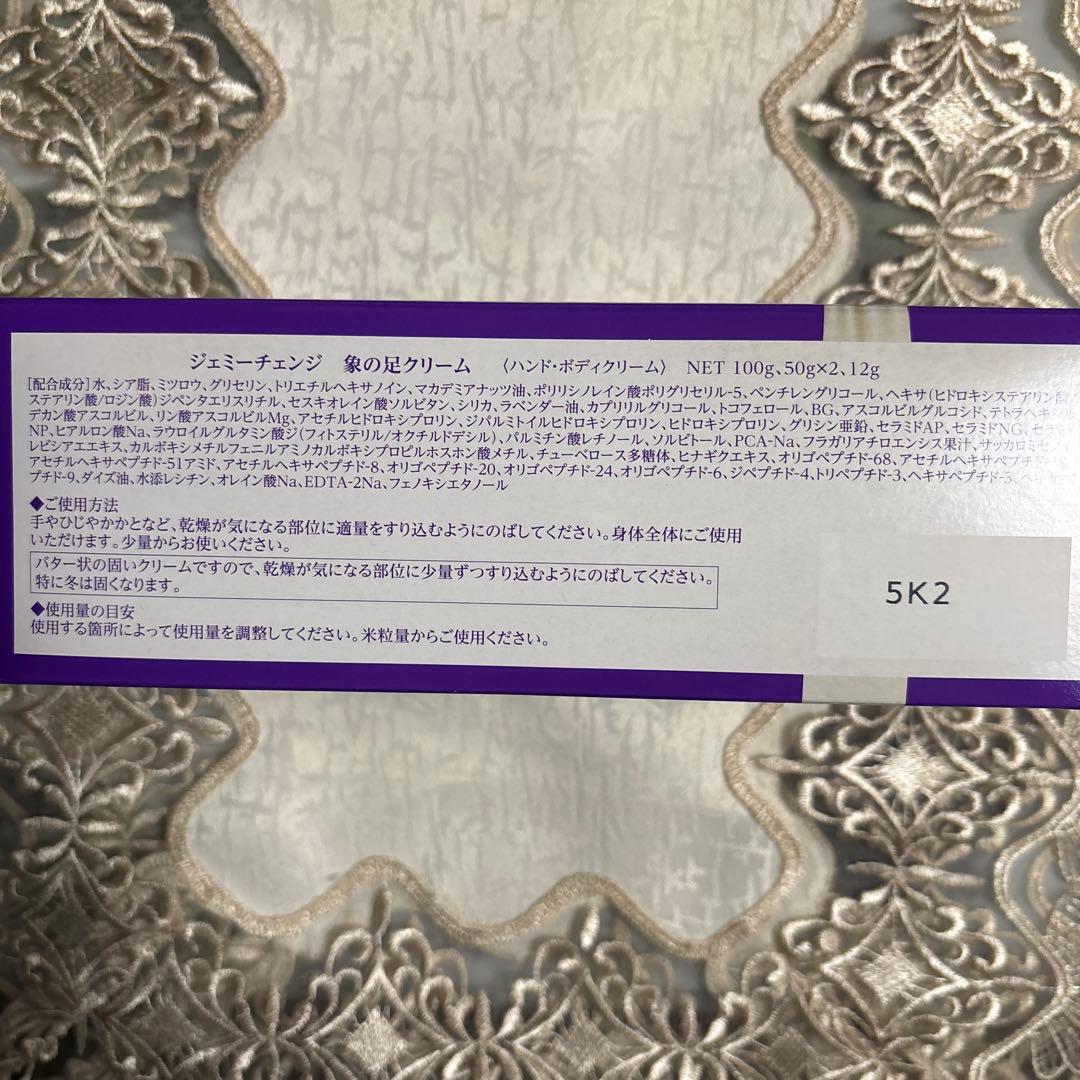 ジェミーチェンジ 象の足クリーム 〈ハンド・ボディクリーム〉 NET 100g、50g×2、12g
[配合成分]水、シア脂、ミツロウ、グリセリン、トリエチルヘキサノイン、マカデミアナッツ油、ポリリシノレイン酸ポリグリセリル-5、ペンチレングリコール、ヘキサ(ヒドロキシステアリン酸/
ステアリン酸/ロジン酸)ジペンタエリスリチル、セスキオレイン酸ソルビタン、シリカ、ラベンダー油、カプリリルグリコール、トコフェロール、BG、アスコルビルグルコシド、テトラヘキシル
デカン酸アスコルビル、リン酸アスコルビルMg、アセチルヒドロキシプロリン、ジパルミトイルヒドロキシプロリン、ヒドロキシプロリン、グリシン亜鉛、セラミドAP、セラミドNG、セラミド
NP、ヒアルロン酸Na、ラウロイルグルタミン酸ジ(フィトステリル/オクチルドデシル)、パルミチン酸レチノール、ソルビトール、PCA-Na、フラガリアチロエンシス果汁、サッカロミセス
レビシアエエキス、カルボキシメチルフェニルアミノカルボキシプロピルホスホン酸メチル、チューベロース多糖体、ヒナギクエキス、オリゴペプチド-68、アセチルヘキサペプチド
アセチルヘキサペプチド-51アミド、アセチルヘキサペプチド-8、オリゴペプチド-20、オリゴペプチド-24、オリゴペプチド-6、ジペプチド-4、トリペプチド-3、ヘキサペプチド-3、
プチド-9、ダイズ油、水添レシチン、オレイン酸Na、EDTA-2Na、フェノキシエタノール
◆ご使用方法
手やひじやかかとなど、乾燥が気になる部位に適量をすり込むようにのばしてください。身体全体にご使用
いただけます。少量からお使いください。
バター状の固いクリームですので、乾燥が気になる部位に少量ずつすり込むようにのばしてください。
特に冬は固くなります。
◆使用量の目安
使用する箇所によって使用量を調整してください。米粒量からご使用ください。
5K2